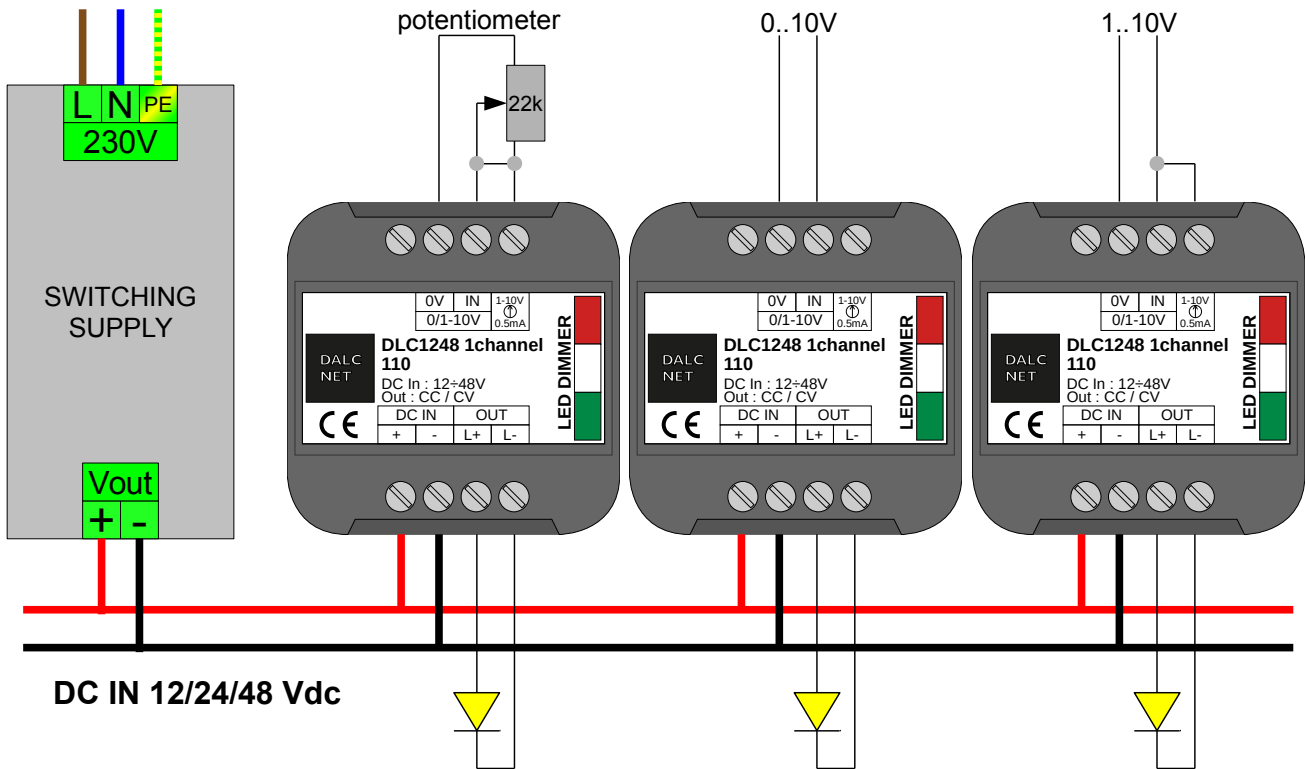 potentiometer
0..10V
1..10V
22k
L N PE
230V
SWITCHING
SUPPLY
Vout
+ -
0V IN 1-10V
0/1-10V 0.5mA
DALC
NET
DLC1248 1channel
110
DC In : 12÷48V
Out : CC / CV
CE
DC IN OUT
+ - L+ L-
LED DIMMER
0V IN 1-10V
0/1-10V 0.5mA
DALC
NET
DLC1248 1channel
110
DC In : 12÷48V
Out : CC / CV
CE
DC IN OUT
+ - L+ L-
LED DIMMER
0V IN 1-10V
0/1-10V 0.5mA
DALC
NET
DLC1248 1channel
110
DC In : 12÷48V
Out : CC / CV
CE
DC IN OUT
+ - L+ L-
LED DIMMER
DC IN 12/24/48 Vdc